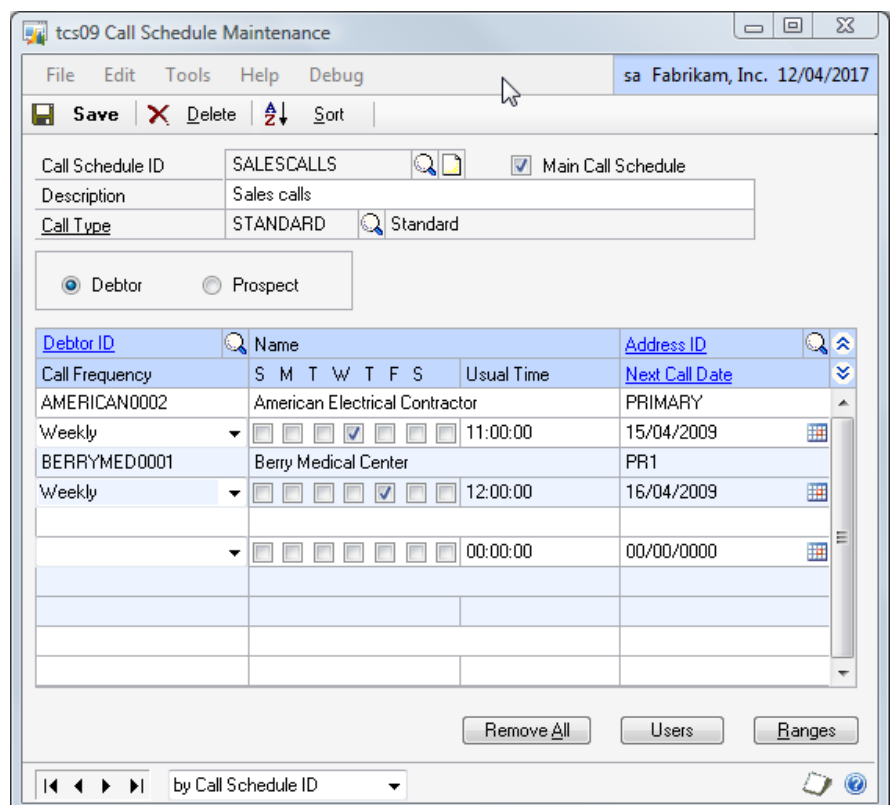 tcs09 Call Schedule Maintenance
File Edit Tools Help Debug sa Fabrikam, Inc. 12/04/2017
Save Delete Sort
Call Schedule ID SALESCALLS Main Call Schedule
Description Sales calls
Call Type STANDARD Standard
Debtor Prospect
Debtor ID Name Address ID
Call Frequency S M T W T F S Usual Time Next Call Date
AMERICAN0002 American Electrical Contractor PRIMARY
Weekly 11:00:00 15/04/2009
BERRYMED0001 Berry Medical Center PR1
Weekly 12:00:00 16/04/2009
00:00:00 00/00/0000
Remove All Users Ranges
by Call Schedule ID